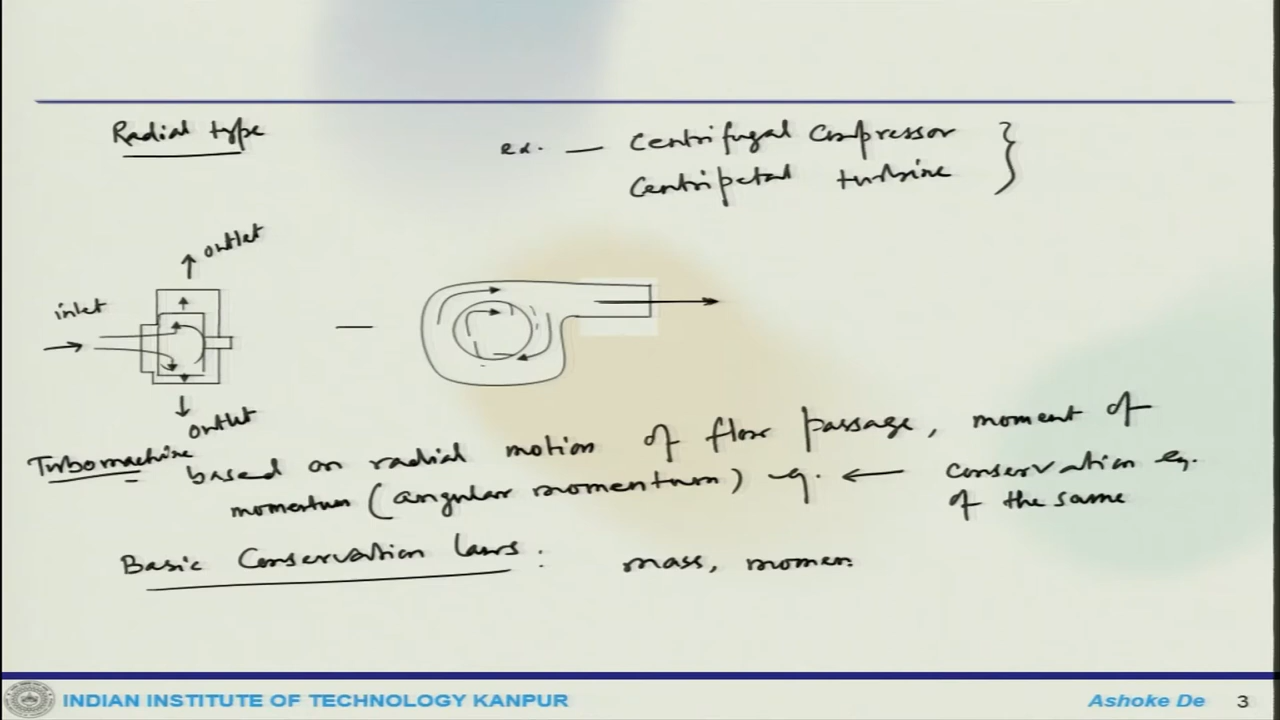 Radial type
ex. — Centrifugal Compressor
Centripetal turbine
outlet
inlet
outlet
Turbomachine based on radial motion of flow passage, moment of
momentum (angular momentum) eq. ← conservation eq.
of the same
Basic Conservation laws : mass, momen
INDIAN INSTITUTE OF TECHNOLOGY KANPUR
Ashoke De 3